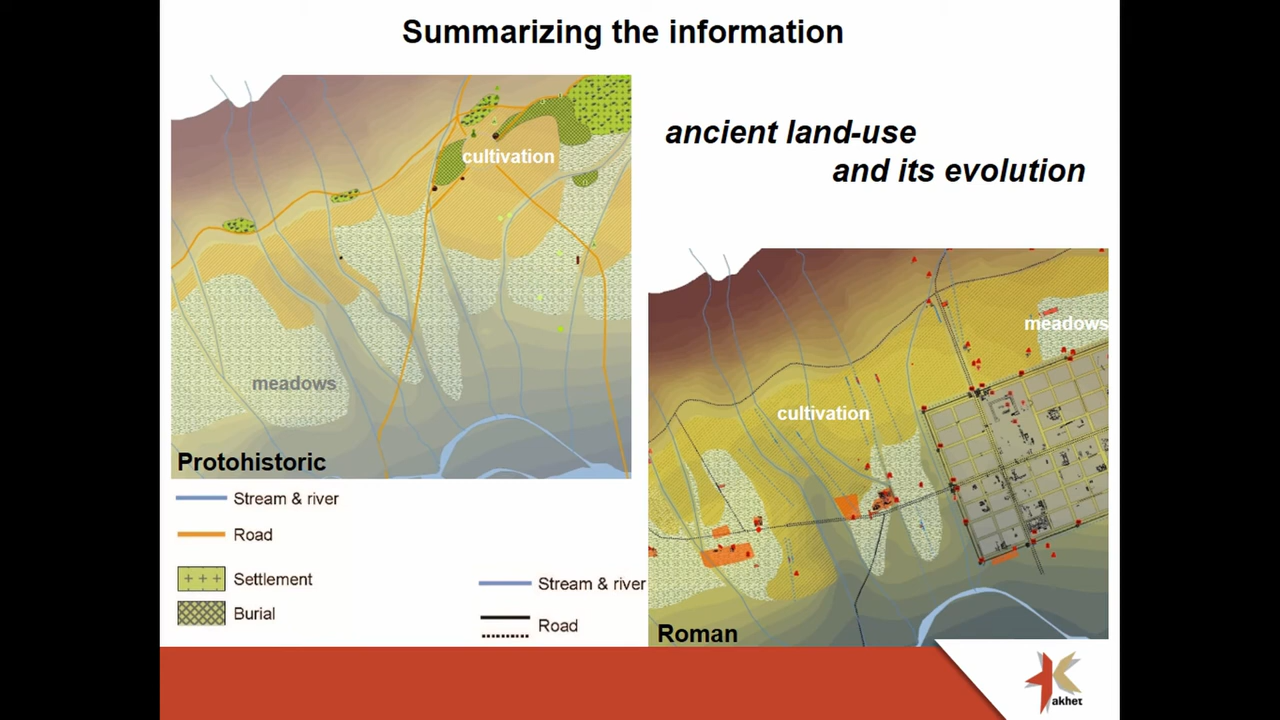 Summarizing the information
ancient land-use
and its evolution
cultivation
meadows
Protohistoric
Stream & river
Road
Settlement
Burial
Stream & river
Road
meadows
cultivation
Roman
akhet